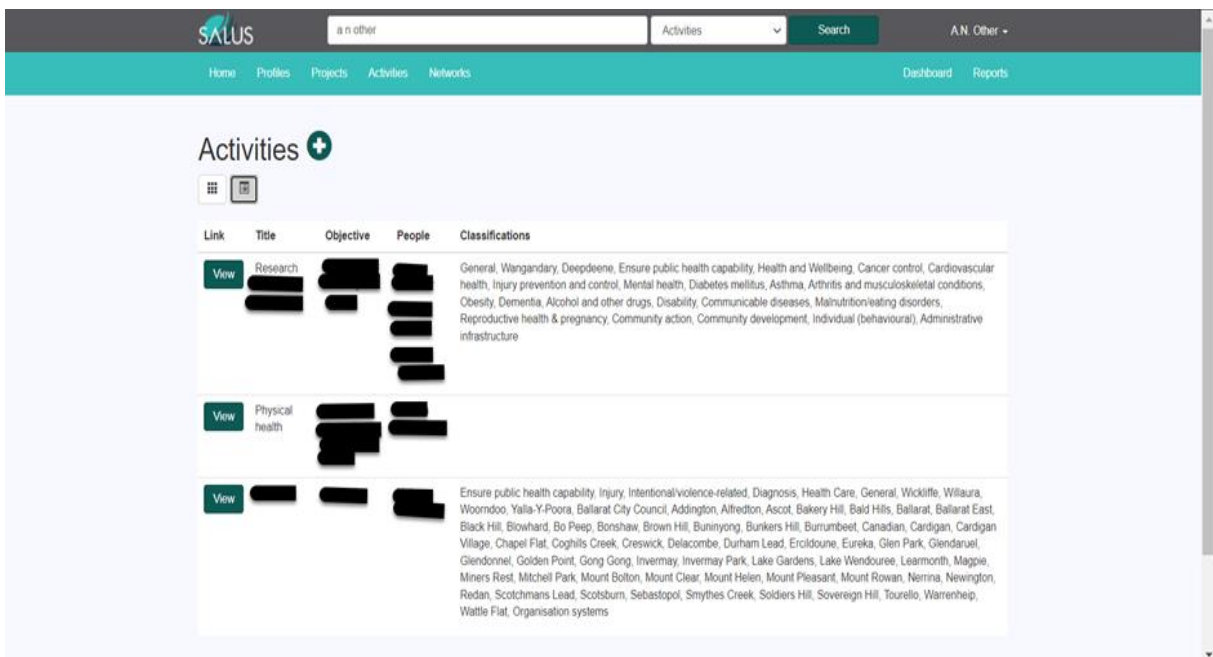 SALUS
a n other
Activities
Search
A.N. Other
Home Profiles Projects Activities Networks Dashboard Reports
Activities
Link Title Objective People Classifications
View Research General, Wangandary, Deepdeene, Ensure public health capability, Health and Wellbeing, Cancer control, Cardiovascular
health, Injury prevention and control, Mental health, Diabetes mellitus, Asthma, Arthritis and musculoskeletal conditions,
Obesity, Dementia, Alcohol and other drugs, Disability, Communicable diseases, Malnutrition/eating disorders,
Reproductive health & pregnancy, Community action, Community development, Individual (behavioural), Administrative
infrastructure
View Physical
health
View Ensure public health capability, Injury, Intentional/violence-related, Diagnosis, Health Care, General, Wickliffe, Willaura,
Woorndoo, Yalla-Y-Poora, Ballarat City Council, Addington, Alfredton, Ascot, Bakery Hill, Bald Hills, Ballarat, Ballarat East,
Black Hill, Blowhard, Bo Peep, Bonshaw, Brown Hill, Buninyong, Bunkers Hill, Burrumbeet, Canadian, Cardigan, Cardigan
Village, Chapel Flat, Coghills Creek, Creswick, Delacombe, Durham Lead, Ercildoune, Eureka, Glen Park, Glendaruel,
Glendonnel, Golden Point, Gong Gong, Invermay, Invermay Park, Lake Gardens, Lake Wendouree, Learmonth, Magpie,
Miners Rest, Mitchell Park, Mount Bolton, Mount Clear, Mount Helen, Mount Pleasant, Mount Rowan, Nerrina, Newington,
Redan, Scotchmans Lead, Scotsburn, Sebastopol, Smythes Creek, Soldiers Hill, Sovereign Hill, Tourello, Warrenheip,
Wattle Flat, Organisation systems